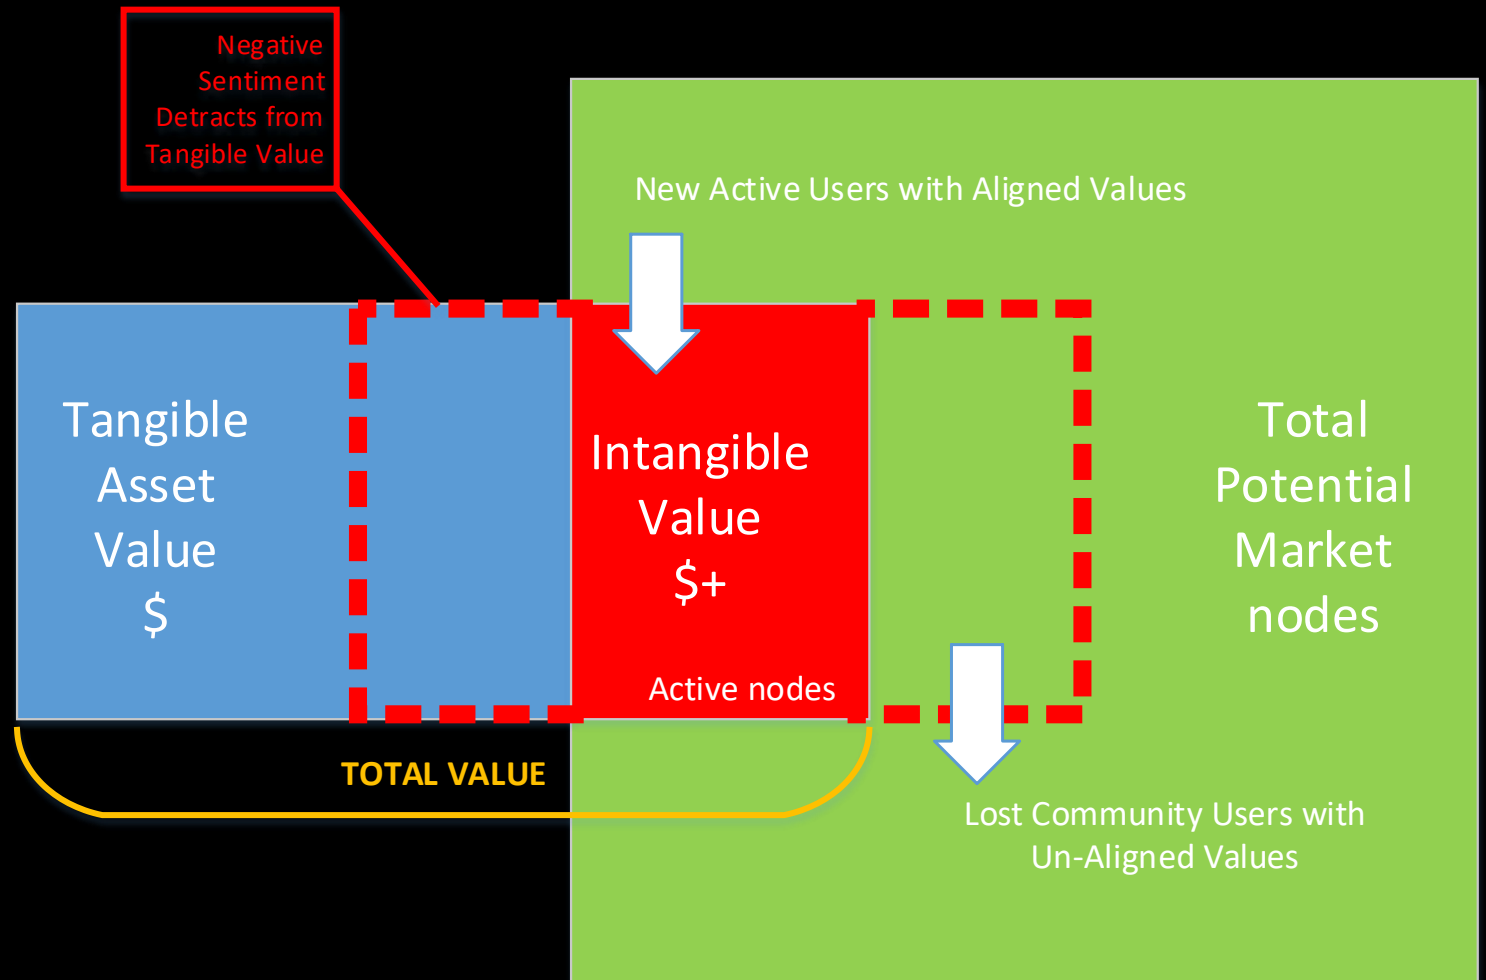 Negative
Sentiment
Detracts from
Tangible Value
New Active Users with Aligned Values
Tangible
Asset
Value
$
Intangible
Value
$+
Active nodes
Total
Potential
Market
nodes
TOTAL VALUE
Lost Community Users with
Un-Aligned Values